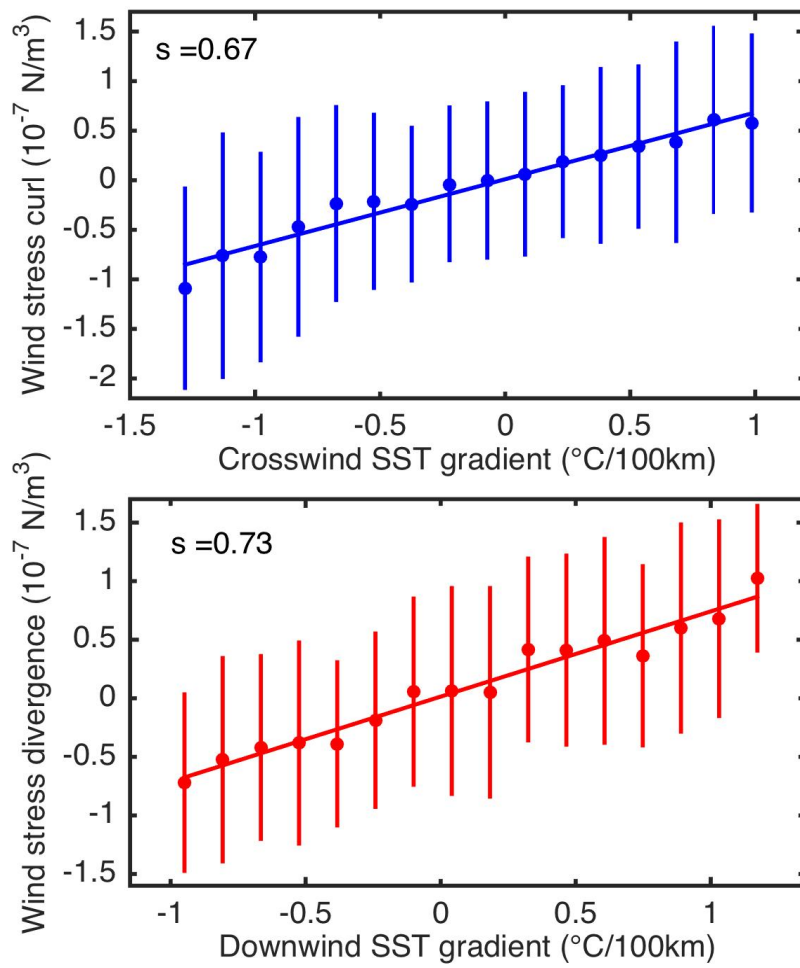 s =0.67
Wind stress curl (10⁻⁷ N/m³)
1.5
1
0.5
0
-0.5
-1
-1.5
-2
-1.5 -1 -0.5 0 0.5 1
Crosswind SST gradient (°C/100km)
s =0.73
Wind stress divergence (10⁻⁷ N/m³)
1.5
1
0.5
0
-0.5
-1
-1.5
-1 -0.5 0 0.5 1
Downwind SST gradient (°C/100km)